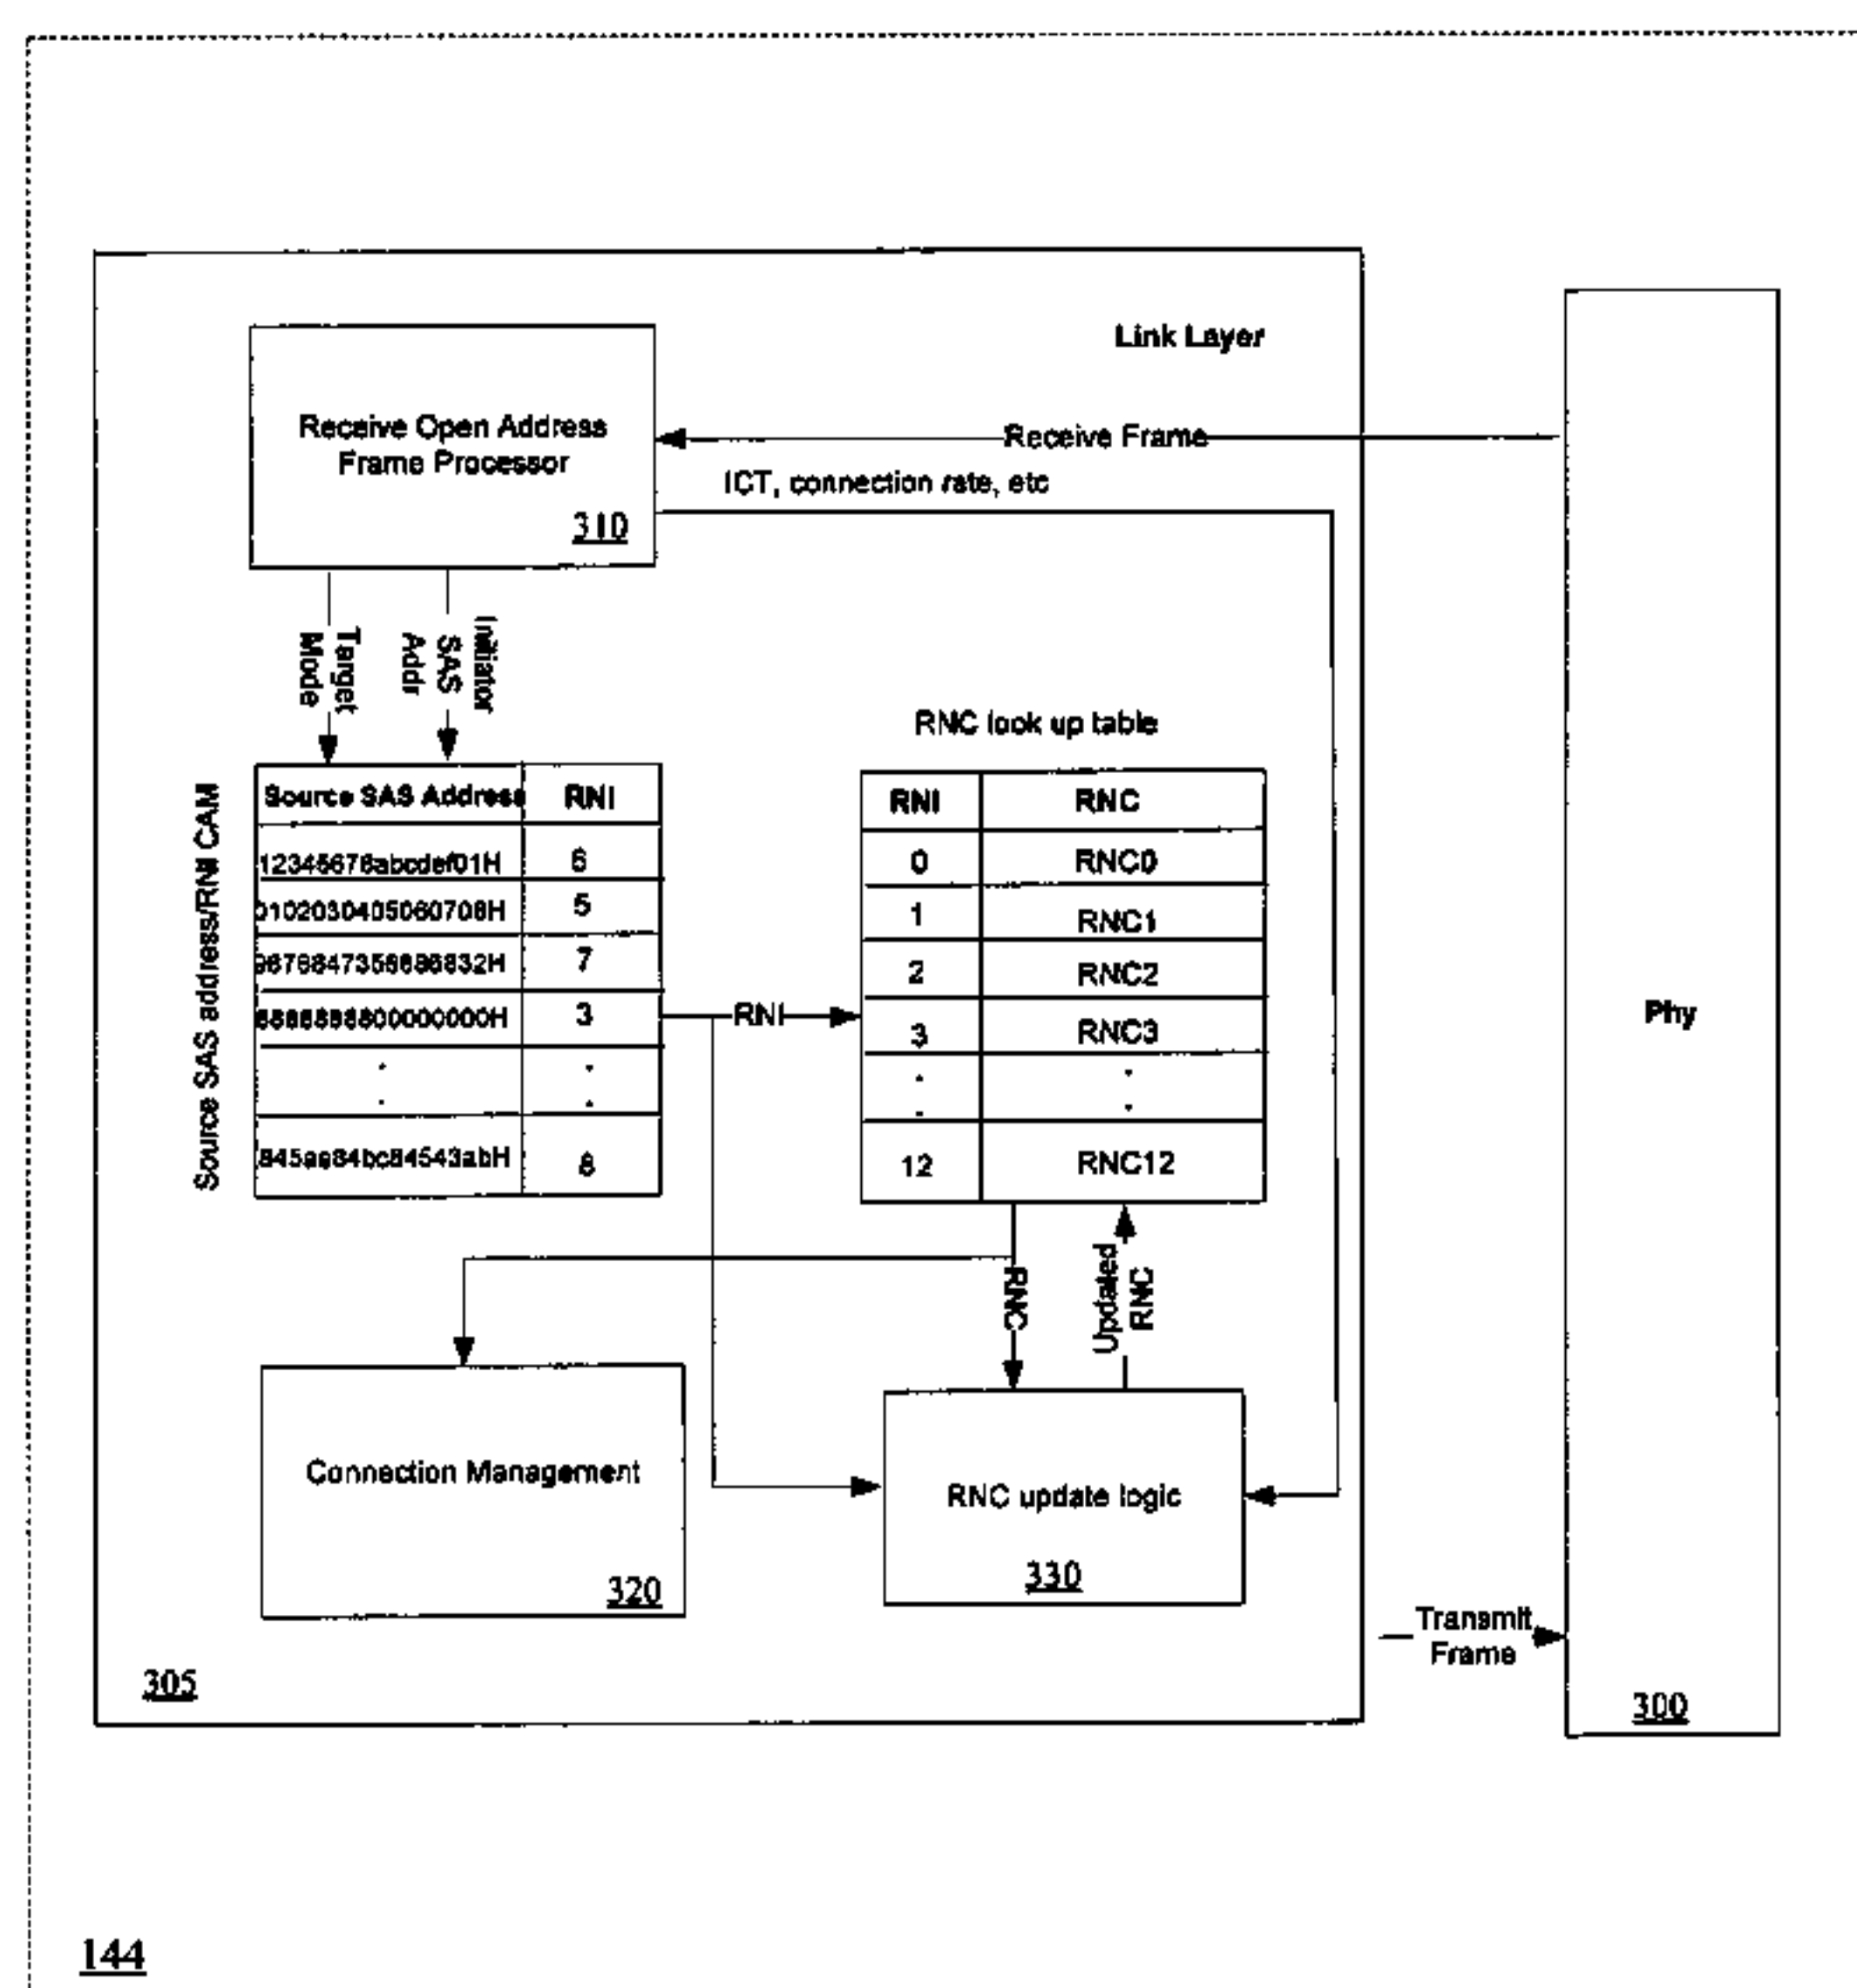 Link Layer
Receive Open Address
Frame Processor
310
Receive Frame
ICT, connection rate, etc
Target
Mode
Initiator
SAS
Addr
Source SAS address/RNI CAM
Source SAS Address RNI
12345678abcdef01H 6
0102030405060708H 5
7
3
.
.
8
RNI
RNC look up table
RNI RNC
0 RNC0
1 RNC1
2 RNC2
3 RNC3
. .
. .
12 RNC12
RNC
Updated
RNC
Connection Management
320
RNC update logic
330
305
Transmit
Frame
Phy
300
144